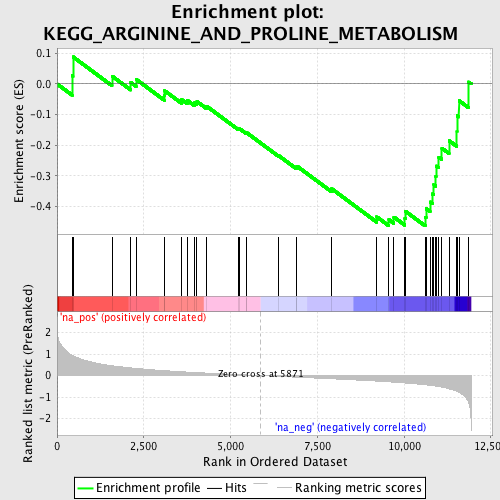 Enrichment plot:
KEGG_ARGININE_AND_PROLINE_METABOLISM
Enrichment score (ES)
0.1
0.0
-0.1
-0.2
-0.3
-0.4
'na_pos' (positively correlated)
Ranked list metric (PreRanked)
2
1
0
-1
-2
Zero cross at 5871
'na_neg' (negatively correlated)
0
2,500
5,000
7,500
10,000
12,500
Rank in Ordered Dataset
Enrichment profile
Hits
Ranking metric scores